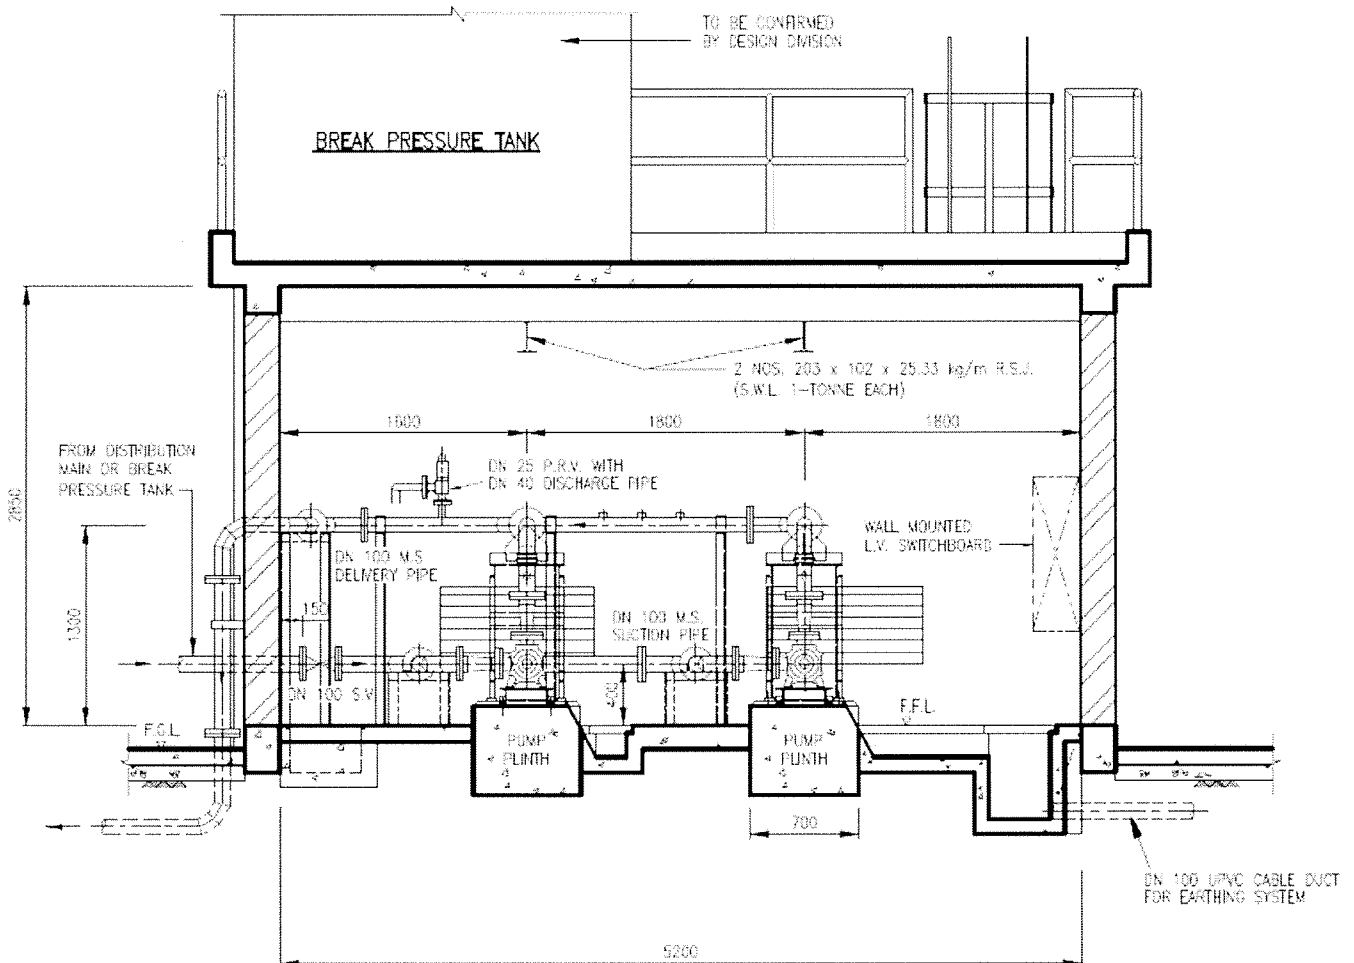 TO BE CONFIRMED
BY DESIGN DIVISION
BREAK PRESSURE TANK
2 NOS. 203 x 102 x 25.33 kg/m R.S.J.
(S.W.L. 1-TONNE EACH)
1600
1800
1800
FROM DISTRIBUTION
MAIN OR BREAK
PRESSURE TANK
DN 25 P.R.V. WITH
DN 40 DISCHARGE PIPE
2850
WALL MOUNTED
L.V. SWITCHBOARD
DN 100 M.S.
DELIVERY PIPE
1300
150
DN 100 M.S.
SUCTION PIPE
DN 100 S.V.
400
F.G.L.
F.F.L.
PUMP
PLINTH
PUMP
PLINTH
700
DN 100 UPVC CABLE DUCT
FOR EARTHING SYSTEM
5200